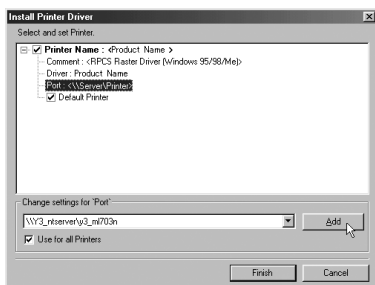 Install Printer Driver
Select and set Printer.
Printer Name : <Product Name >
Comment : <RPCS Raster Driver (Windows 95/98/Me)>
Driver : Product Name
Port : <\\Server\Printer>
Default Printer
Change settings for 'Port'
\\Y3_ntserver\y3_ml703n
Add
Use for all Printers
Finish
Cancel